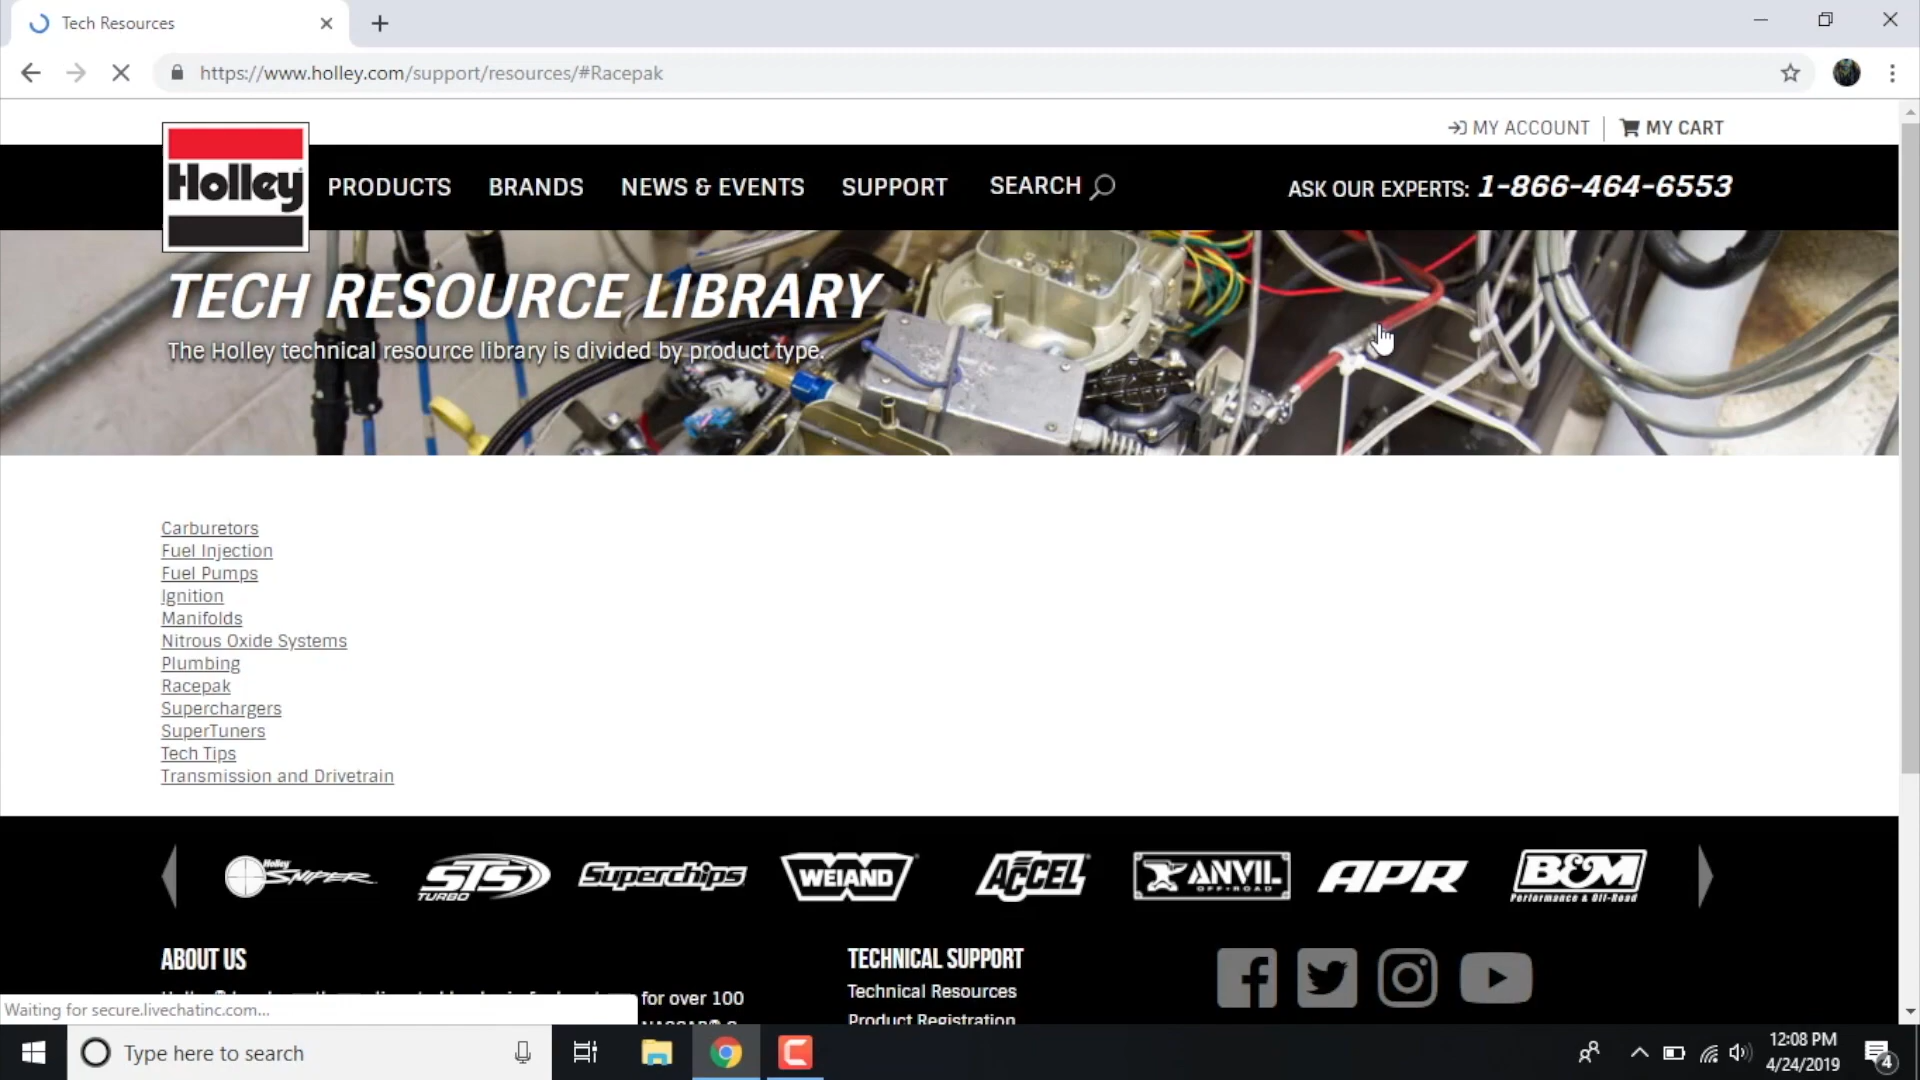 Tech Resources
https://www.holley.com/support/resources/#Racepak
MY ACCOUNT
MY CART
Holley
PRODUCTS
BRANDS
NEWS & EVENTS
SUPPORT
SEARCH
ASK OUR EXPERTS: 1-866-464-6553
TECH RESOURCE LIBRARY
The Holley technical resource library is divided by product type.
Carburetors
Fuel Injection
Fuel Pumps
Ignition
Manifolds
Nitrous Oxide Systems
Plumbing
Racepak
Superchargers
SuperTuners
Tech Tips
Transmission and Drivetrain
Holley SNIPER
STS TURBO
Superchips
WEIAND
ACCEL
ANVIL OFF-ROAD
APR
B&M Performance & Off-Road
ABOUT US
TECHNICAL SUPPORT
for over 100
Technical Resources
Product Registration
Waiting for secure.livechatinc.com...
Type here to search
12:08 PM
4/24/2019
4